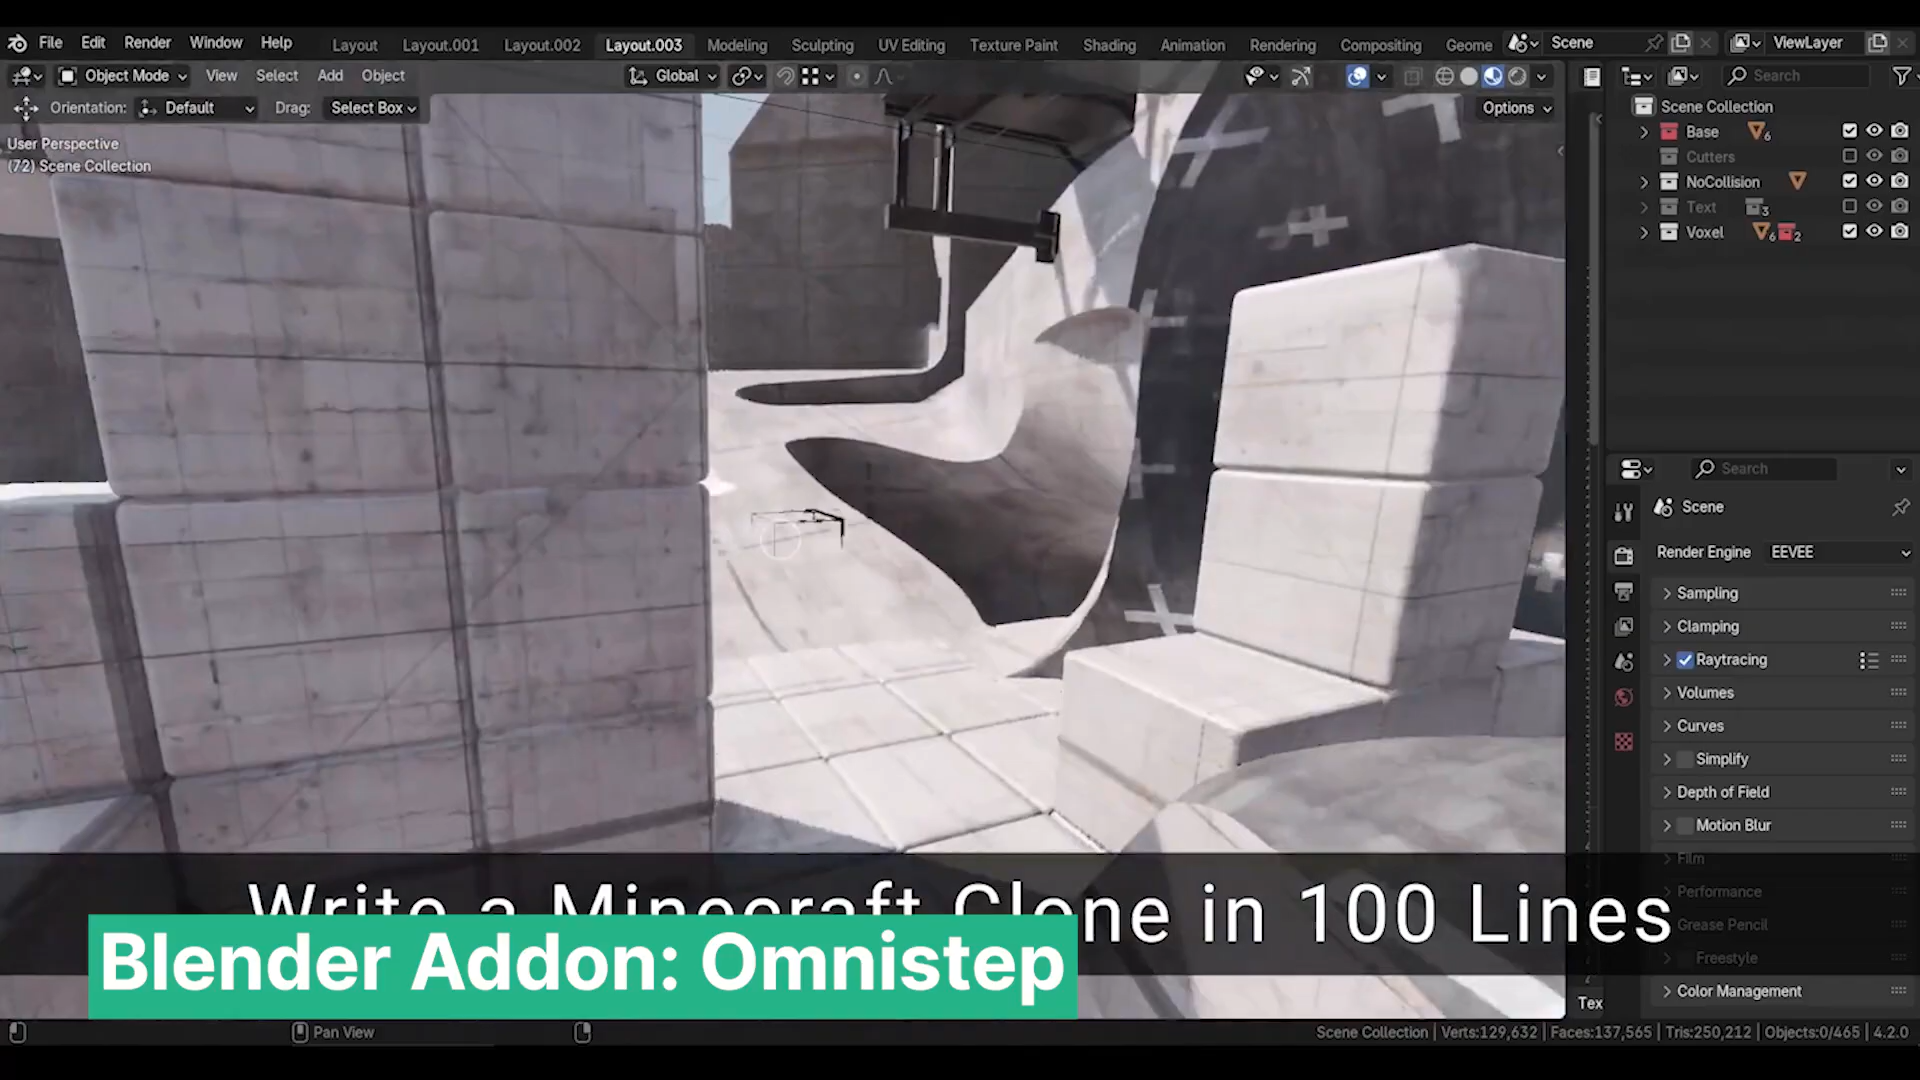 File Edit Render Window Help Layout Layout.001 Layout.002 Layout.003 Modeling Sculpting UV Editing Texture Paint Shading Animation Rendering Compositing Geome Scene ViewLayer
Object Mode View Select Add Object Global Search
Orientation: Default Drag: Select Box Options
User Perspective
(72) Scene Collection
Scene Collection
Base 6
Cutters
NoCollision
Text 3
Voxel 6 2
Search
Scene
Render Engine EEVEE
Sampling
Clamping
Raytracing
Volumes
Curves
Simplify
Depth of Field
Motion Blur
Film
Performance
Grease Pencil
Freestyle
Color Management
Write a Minecraft Clone in 100 Lines
Blender Addon: Omnistep
Tex
Pan View
Scene Collection | Verts:129,632 | Faces:137,565 | Tris:250,212 | Objects:0/465 | 4.2.0